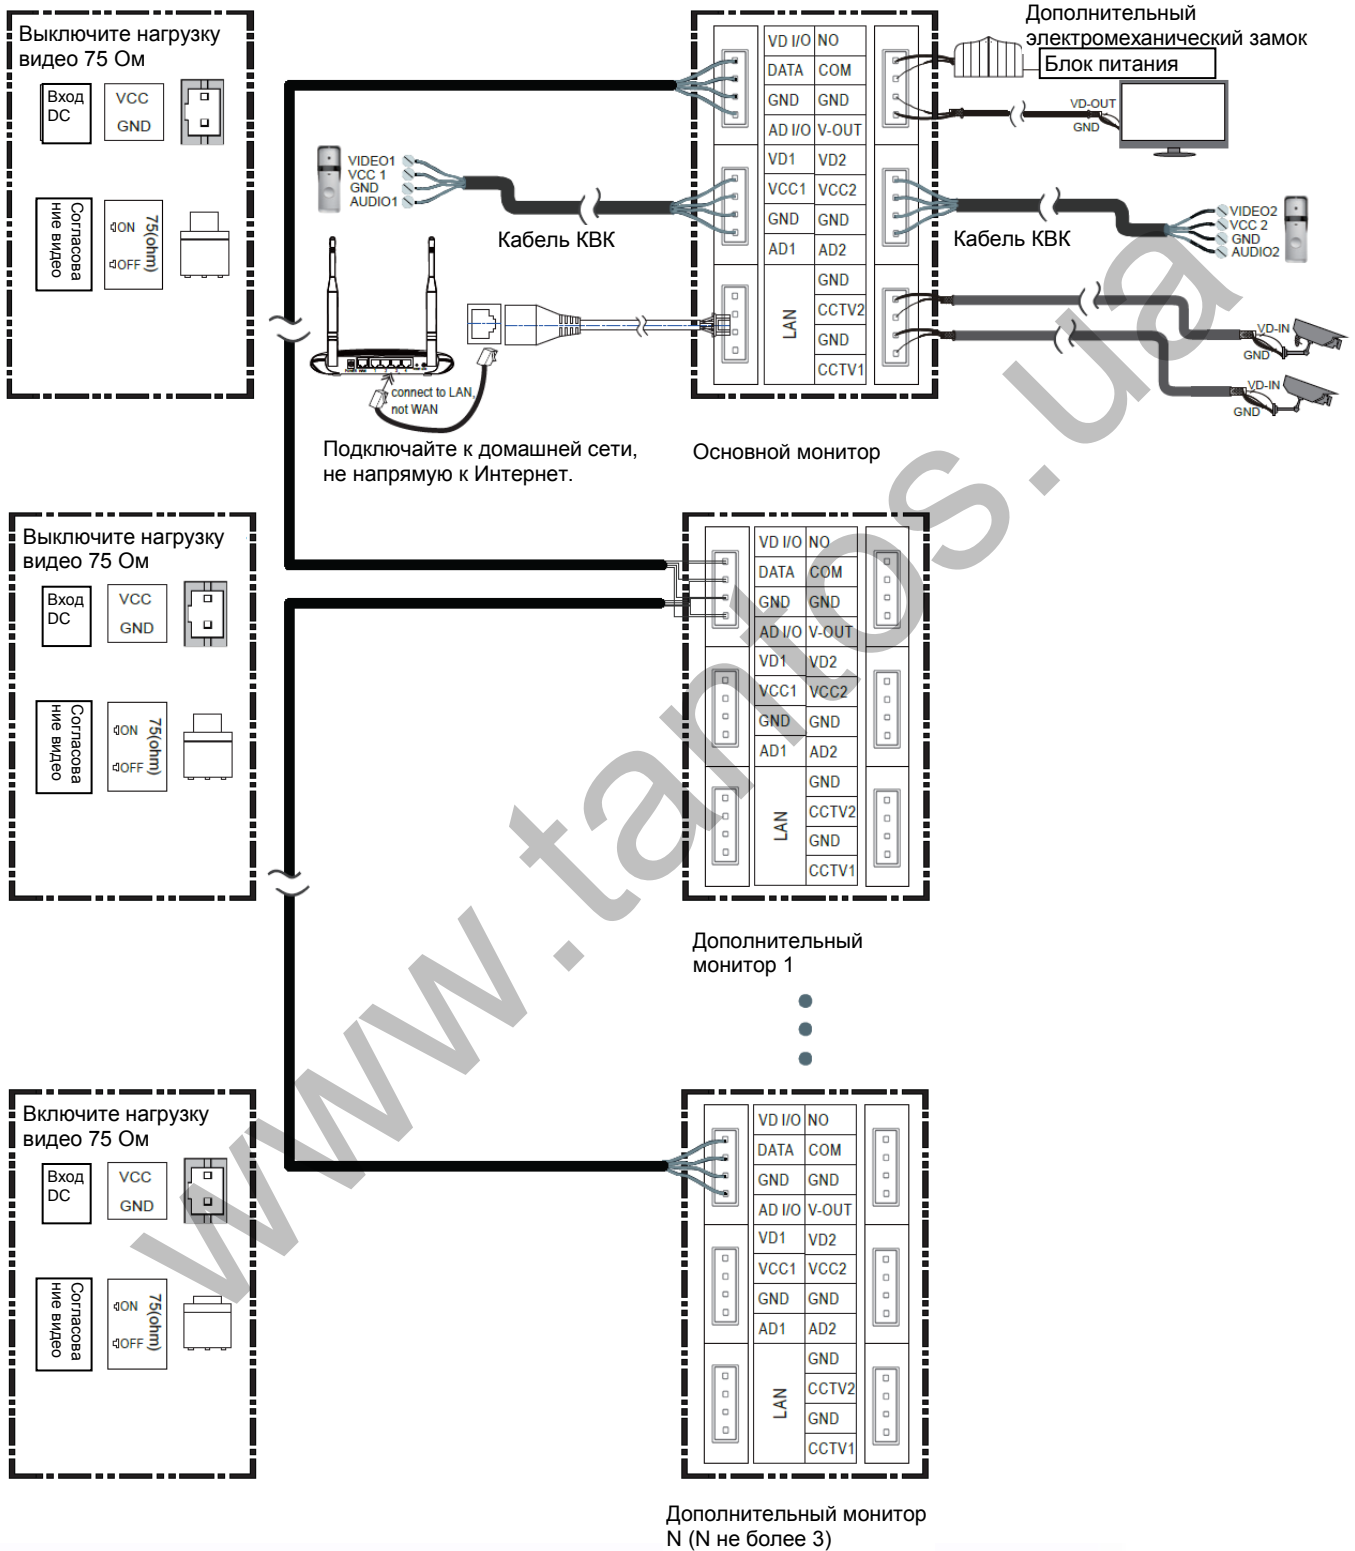 Выключите нагрузку
видео 75 Ом
Вход
DC
VCC
GND
Согласова
ние видео
ON
OFF
75(ohm)
VIDEO1
VCC 1
GND
AUDIO1
Кабель КВК
connect to LAN,
not WAN
Подключайте к домашней сети,
не напрямую к Интернет.
VD I/O NO
DATA COM
GND GND
AD I/O V-OUT
VD1 VD2
VCC1 VCC2
GND GND
AD1 AD2
GND
LAN
CCTV2
GND
CCTV1
Основной монитор
Дополнительный
электромеханический замок
Блок питания
VD-OUT
GND
Кабель КВК
VIDEO2
VCC 2
GND
AUDIO2
VD-IN
GND
VD-IN
GND
Выключите нагрузку
видео 75 Ом
Вход
DC
VCC
GND
Согласова
ние видео
ON
OFF
75(ohm)
VD I/O NO
DATA COM
GND GND
AD I/O V-OUT
VD1 VD2
VCC1 VCC2
GND GND
AD1 AD2
GND
LAN
CCTV2
GND
CCTV1
Дополнительный
монитор 1
Включите нагрузку
видео 75 Ом
Вход
DC
VCC
GND
Согласова
ние видео
ON
OFF
75(ohm)
VD I/O NO
DATA COM
GND GND
AD I/O V-OUT
VD1 VD2
VCC1 VCC2
GND GND
AD1 AD2
GND
LAN
CCTV2
GND
CCTV1
Дополнительный монитор
N (N не более 3)
www.tantos.ua